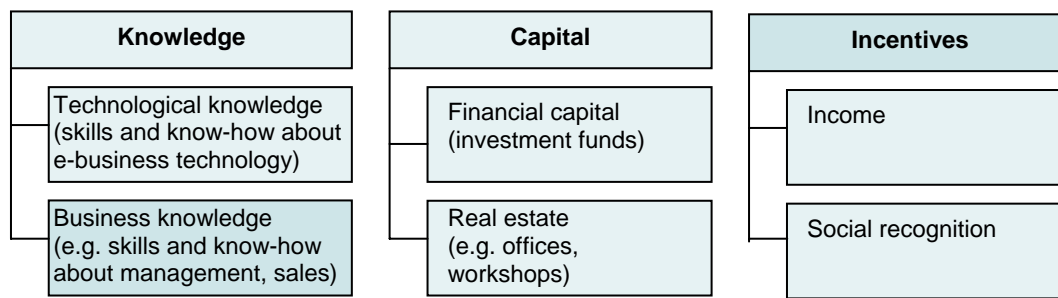 Knowledge
Technological knowledge
(skills and know-how about
e-business technology)
Business knowledge
(e.g. skills and know-how
about management, sales)
Capital
Financial capital
(investment funds)
Real estate
(e.g. offices,
workshops)
Incentives
Income
Social recognition